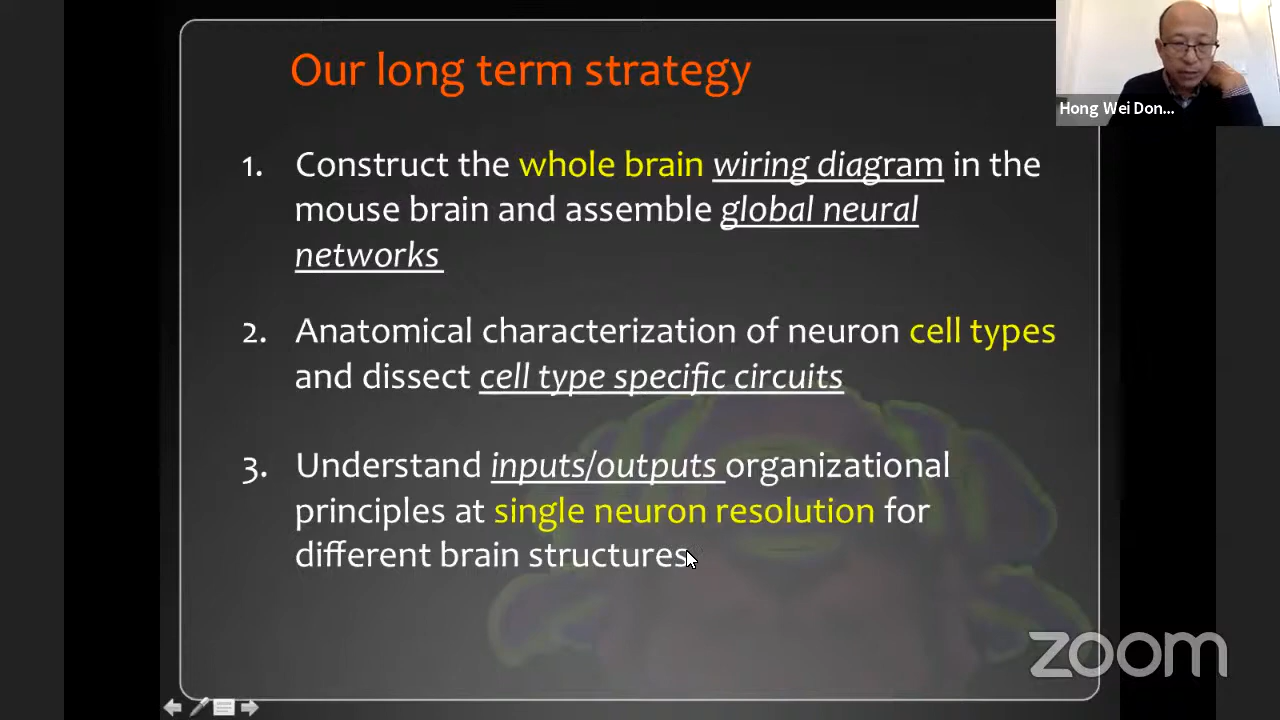 Our long term strategy
Hong Wei Don...
1. Construct the whole brain wiring diagram in the
mouse brain and assemble global neural
networks
2. Anatomical characterization of neuron cell types
and dissect cell type specific circuits
3. Understand inputs/outputs organizational
principles at single neuron resolution for
different brain structures
zoom